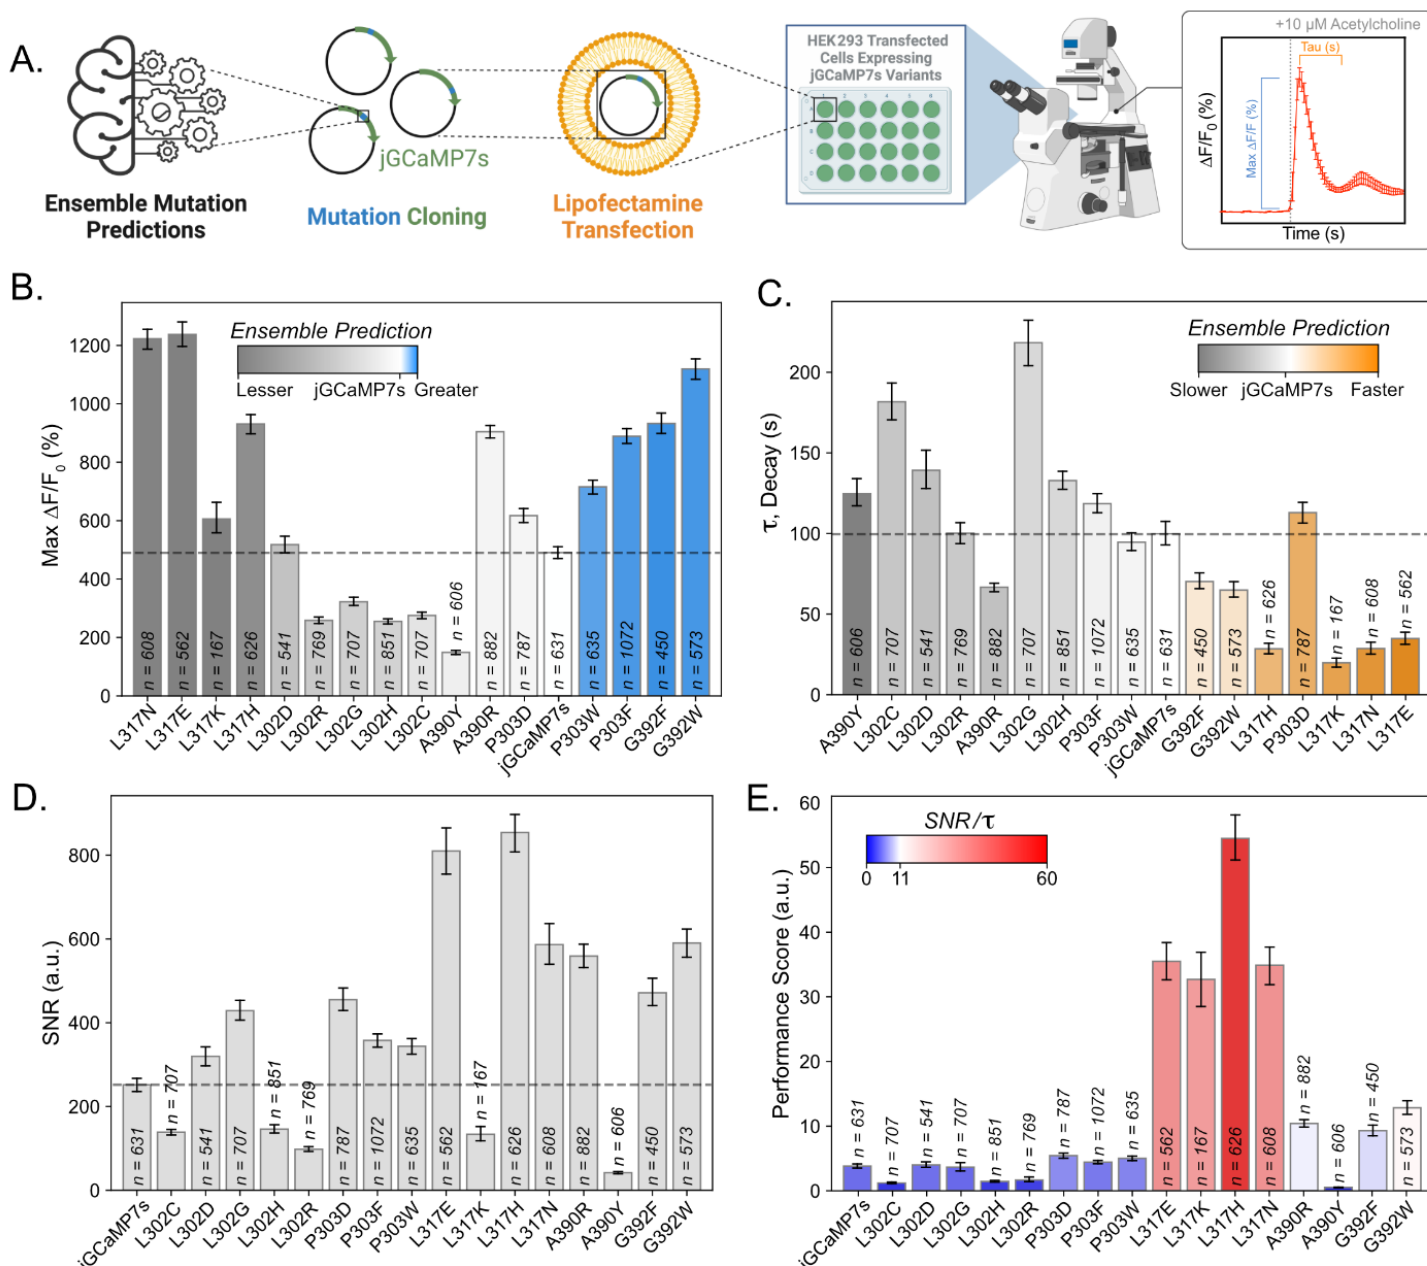 A.
Ensemble Mutation
Predictions
jGCaMP7s
Mutation Cloning
Lipofectamine
Transfection
HEK293 Transfected
Cells Expressing
jGCaMP7s Variants
+10 µM Acetylcholine
Tau (s)
Max ΔF/F (%)
ΔF/F0 (%)
Time (s)
B.
Ensemble Prediction
Lesser jGCaMP7s Greater
Max ΔF/F0 (%)
1200
1000
800
600
400
200
0
n = 608
n = 562
n = 167
n = 626
n = 541
n = 769
n = 707
n = 851
n = 707
n = 606
n = 882
n = 787
n = 631
n = 635
n = 1072
n = 450
n = 573
L317N
L317E
L317K
L317H
L302D
L302R
L302G
L302H
L302C
A390Y
A390R
P303D
jGCaMP7s
P303W
P303F
G392F
G392W
C.
Ensemble Prediction
Slower jGCaMP7s Faster
τ, Decay (s)
200
150
100
50
0
n = 606
n = 707
n = 541
n = 769
n = 882
n = 707
n = 851
n = 1072
n = 635
n = 631
n = 450
n = 573
n = 626
n = 787
n = 167
n = 608
n = 562
A390Y
L302C
L302D
L302R
A390R
L302G
L302H
P303F
P303W
jGCaMP7s
G392F
G392W
L317H
P303D
L317K
L317N
L317E
D.
SNR (a.u.)
800
600
400
200
0
n = 631
n = 707
n = 541
n = 707
n = 851
n = 769
n = 787
n = 1072
n = 635
n = 562
n = 167
n = 626
n = 608
n = 882
n = 606
n = 450
n = 573
jGCaMP7s
L302C
L302D
L302G
L302H
L302R
P303D
P303F
P303W
L317E
L317K
L317H
L317N
A390R
A390Y
G392F
G392W
E.
SNR/τ
0 11 60
Performance Score (a.u.)
60
50
40
30
20
10
0
n = 631
n = 707
n = 541
n = 707
n = 851
n = 769
n = 787
n = 1072
n = 635
n = 562
n = 167
n = 626
n = 608
n = 882
n = 606
n = 450
n = 573
jGCaMP7s
L302C
L302D
L302G
L302H
L302R
P303D
P303F
P303W
L317E
L317K
L317H
L317N
A390R
A390Y
G392F
G392W